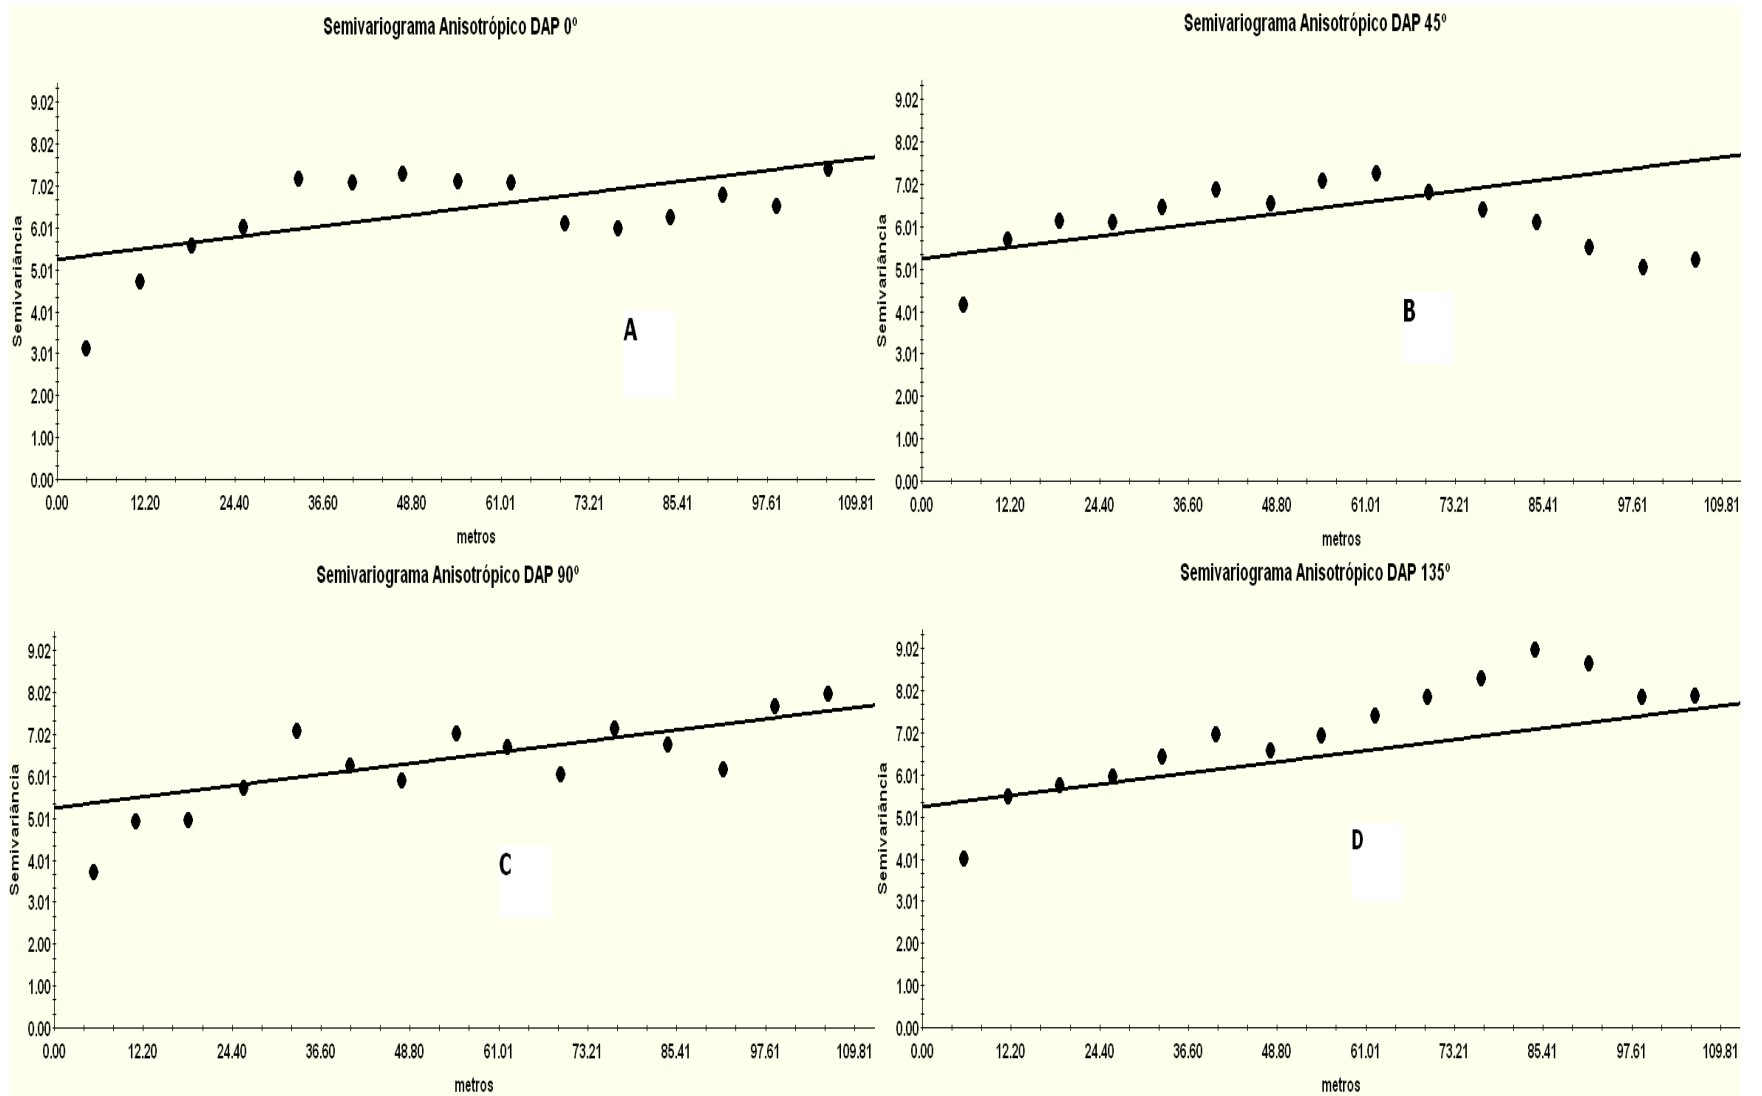 Semivariograma Anisotrópico DAP 0º
9.02
8.02
7.02
6.01
5.01
4.01
3.01
2.00
1.00
0.00
Semivariância
A
0.00 12.20 24.40 36.60 48.80 61.01 73.21 85.41 97.61 109.81
metros
Semivariograma Anisotrópico DAP 45º
9.02
8.02
7.02
6.01
5.01
4.01
3.01
2.00
1.00
0.00
Semivariância
B
0.00 12.20 24.40 36.60 48.80 61.01 73.21 85.41 97.61 109.81
metros
Semivariograma Anisotrópico DAP 90º
9.02
8.02
7.02
6.01
5.01
4.01
3.01
2.00
1.00
0.00
Semivariância
C
0.00 12.20 24.40 36.60 48.80 61.01 73.21 85.41 97.61 109.81
metros
Semivariograma Anisotrópico DAP 135º
9.02
8.02
7.02
6.01
5.01
4.01
3.01
2.00
1.00
0.00
Semivariância
D
0.00 12.20 24.40 36.60 48.80 61.01 73.21 85.41 97.61 109.81
metros